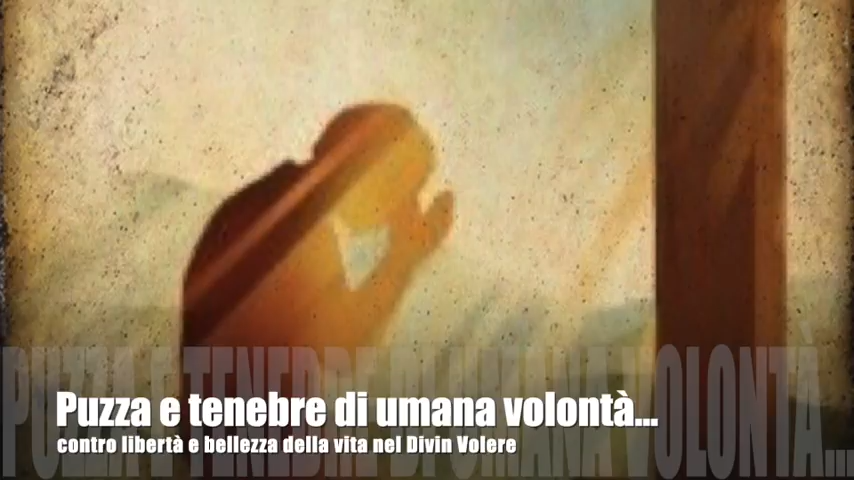 PUZZA E TENEBRE DI UMANA VOLONTÀ...
Puzza e tenebre di umana volontà...
contro libertà e bellezza della vita nel Divin Volere